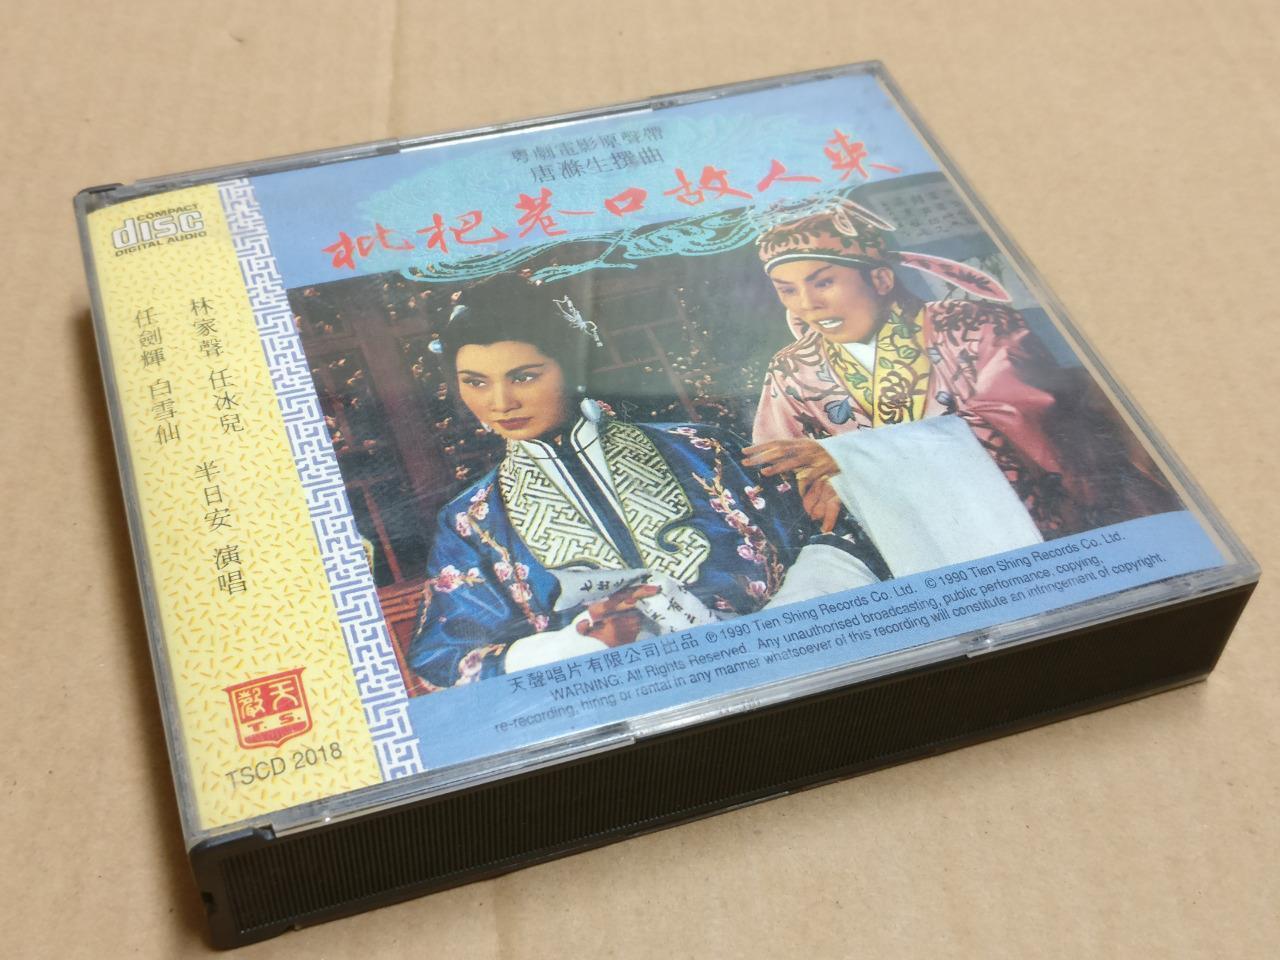 COMPACT
disc
DIGITAL AUDIO
粵劇電影原聲帶
唐滌生撰曲
枇杷巷口故人來
林家聲 任冰兒 半日安 演唱
任劍輝 白雪仙
天聲
T. S.
TSCD 2018
天聲唱片有限公司出品 ℗ 1990 Tien Shing Records Co. Ltd. © 1990 Tien Shing Records Co. Ltd.
WARNING: All Rights Reserved. Any unauthorised broadcasting, public performance, copying,
re-recording, hiring or rental in any manner whatsoever of this recording will constitute an infringement of copyright.